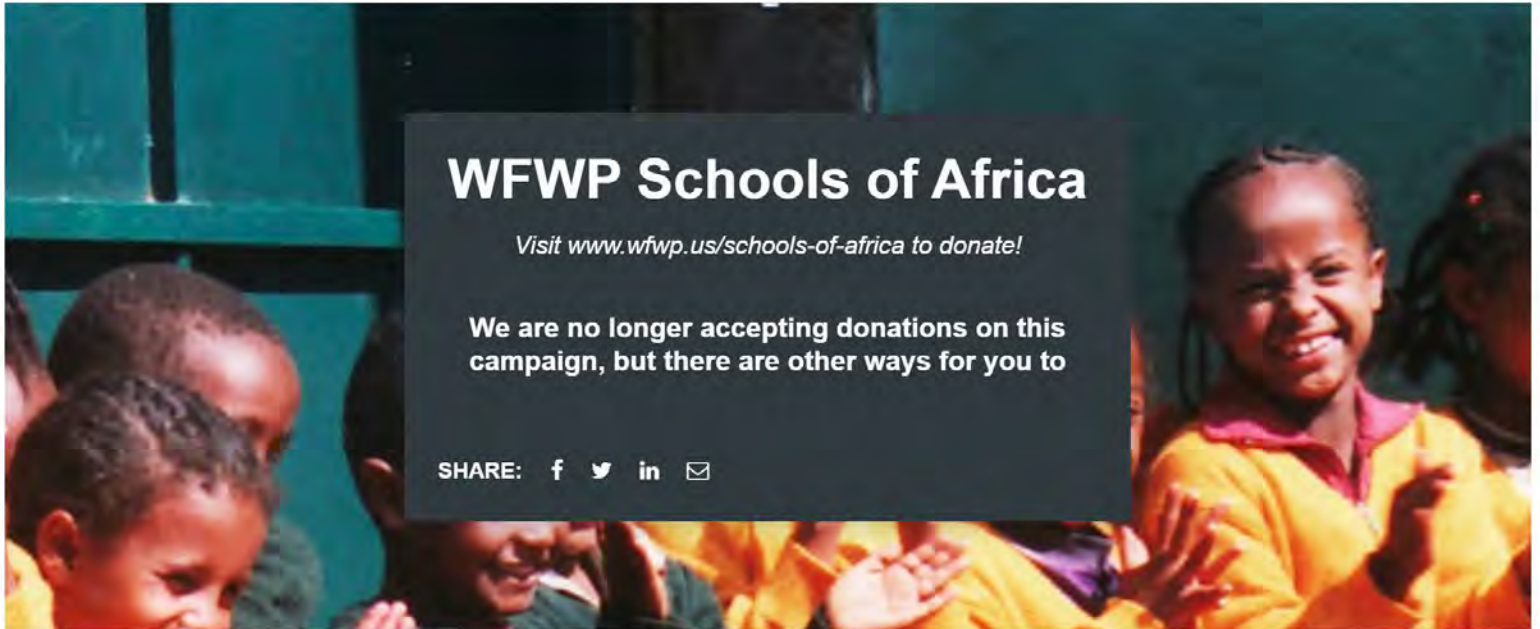 WFWP Schools of Africa
Visit www.wfwp.us/schools-of-africa to donate!
We are no longer accepting donations on this
campaign, but there are other ways for you to
SHARE: